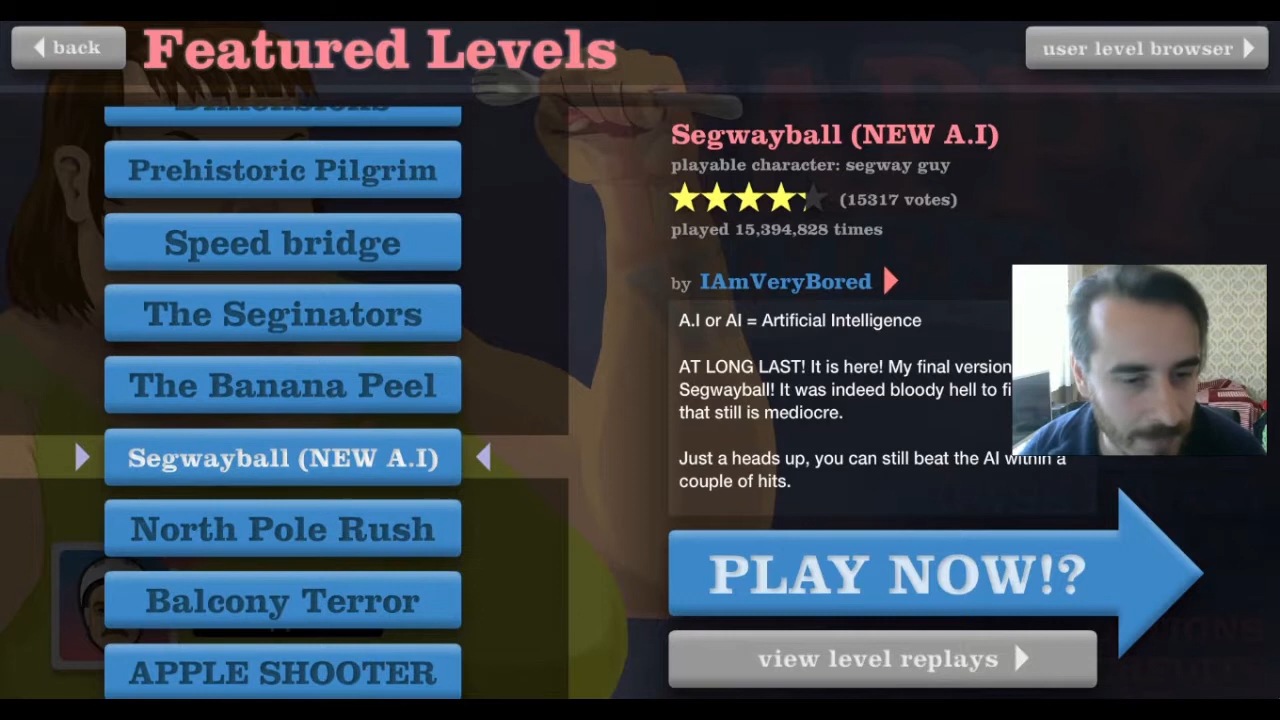 back
Featured Levels
user level browser
Prehistoric Pilgrim
Speed bridge
The Seginators
The Banana Peel
Segwayball (NEW A.I)
North Pole Rush
Balcony Terror
APPLE SHOOTER
Segwayball (NEW A.I)
playable character: segway guy
(15317 votes)
played 15,394,828 times
by IAmVeryBored
A.I or AI = Artificial Intelligence
AT LONG LAST! It is here! My final version
Segwayball! It was indeed bloody hell to
that still is mediocre.
Just a heads up, you can still beat the AI within a
couple of hits.
PLAY NOW!?
view level replays